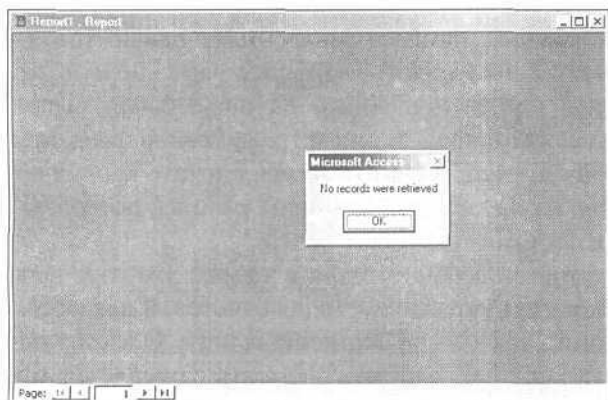 Report1 : Report
Microsoft Access
No records were retrieved
OK
Page: 1